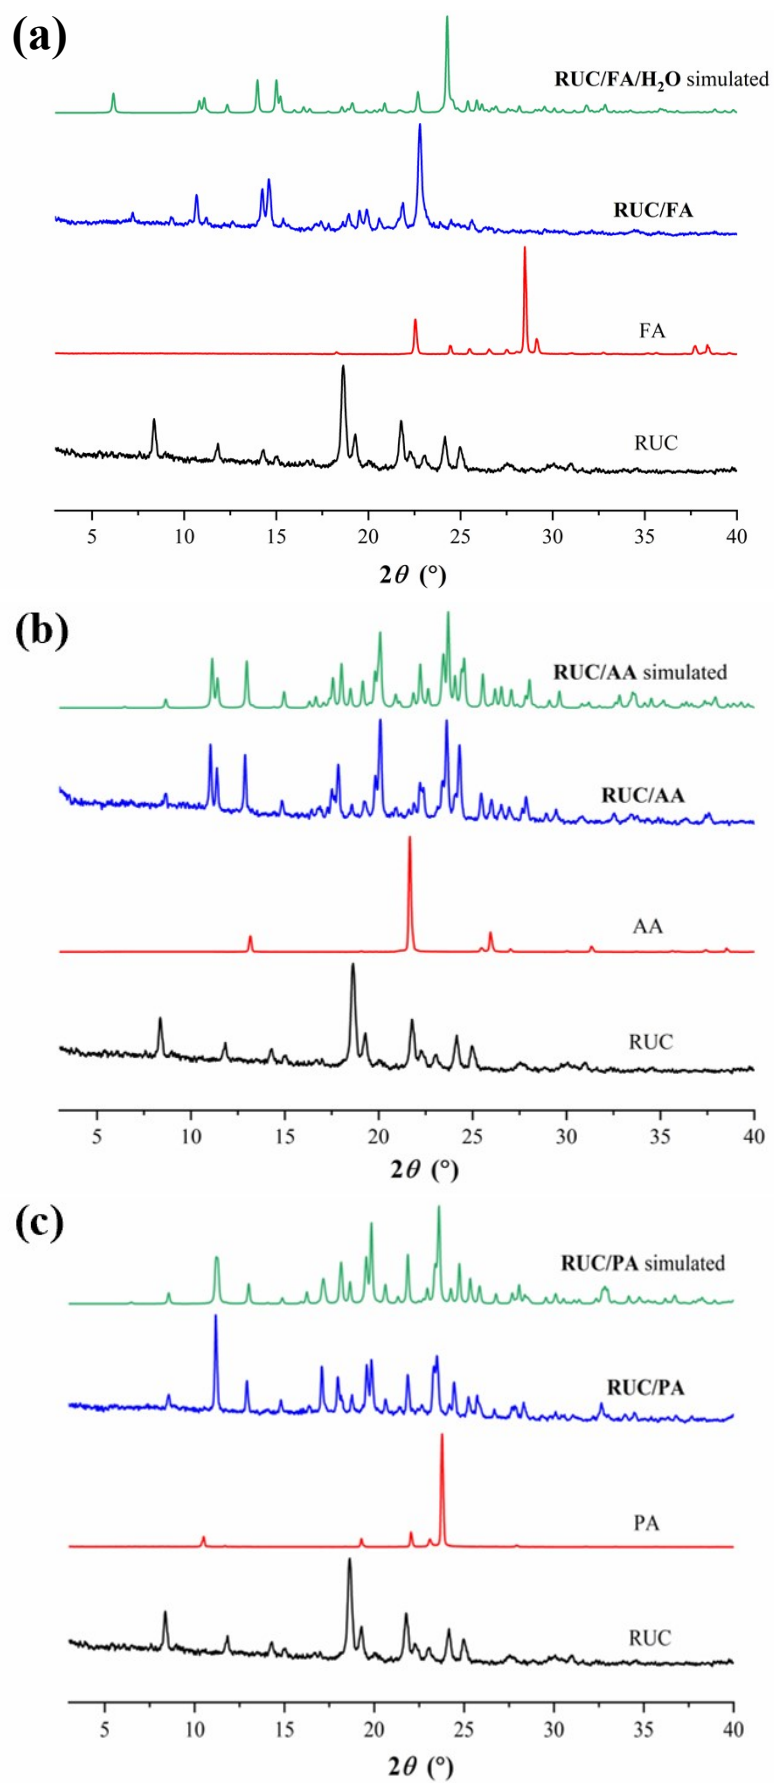 (a)
RUC/FA/H₂O simulated
RUC/FA
FA
RUC
5 10 15 20 25 30 35 40
2θ (°)
(b)
RUC/AA simulated
RUC/AA
AA
RUC
5 10 15 20 25 30 35 40
2θ (°)
(c)
RUC/PA simulated
RUC/PA
PA
RUC
5 10 15 20 25 30 35 40
2θ (°)